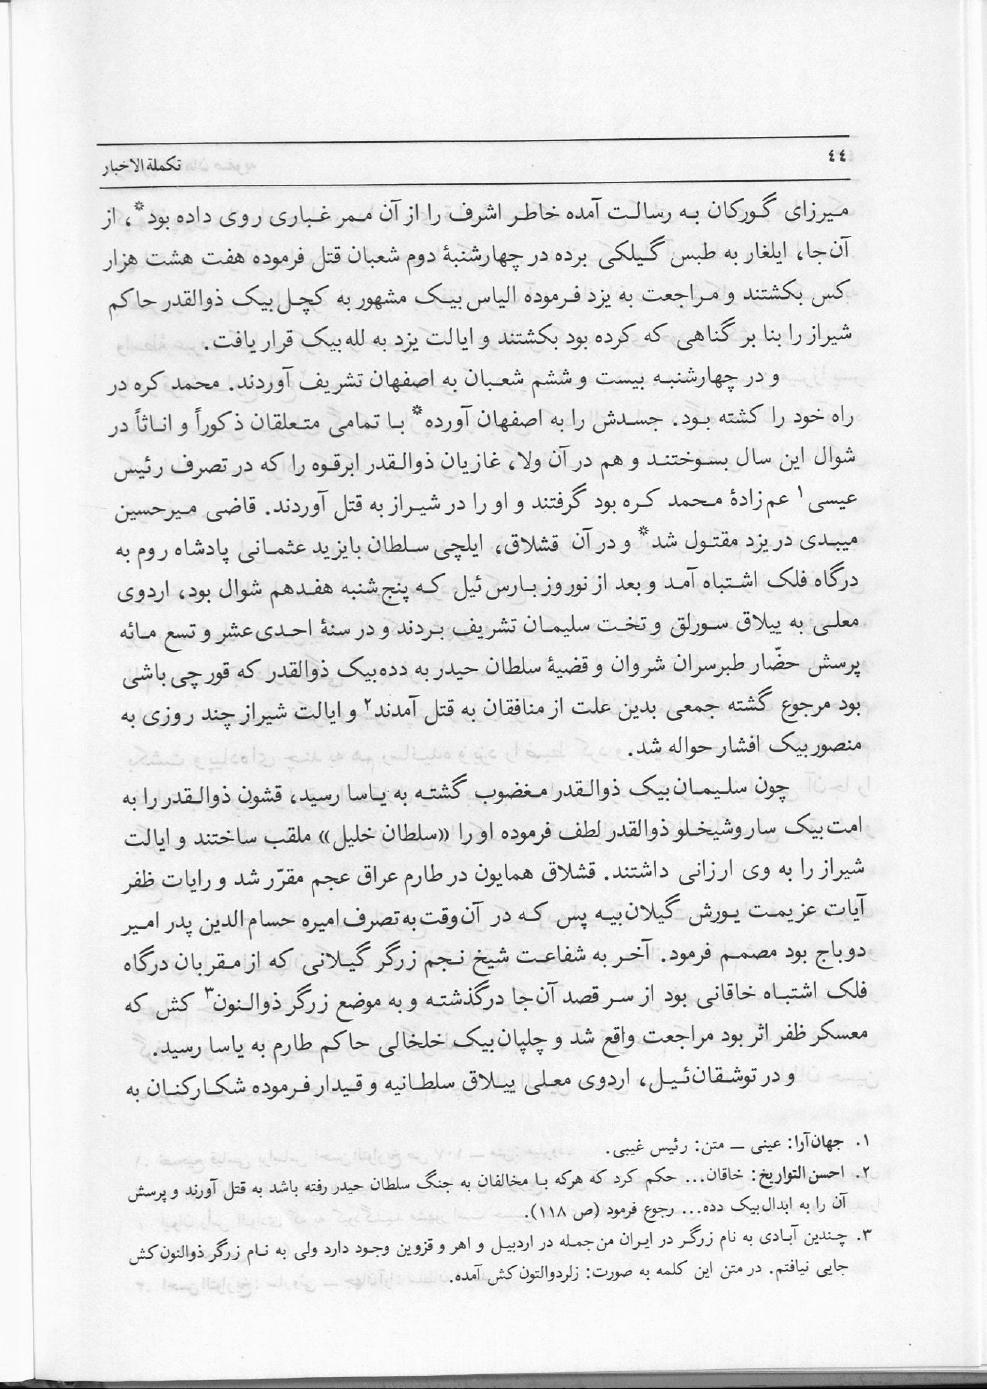 ٤٤
تکملةالاخبار
میرزای گورکان به رسالت آمده خاطر اشرف را از آن ممر غباری روی داده بود*، از
آن‌جا، ایلغار به طبس گیلکی برده در چهارشنبهٔ دوم شعبان قتل فرموده هفت هشت هزار
کس بکشتند و مراجعت به یزد فرموده الیاس‌بیک مشهور به کچل‌بیک ذوالقدر حاکم
شیراز را بنا بر گناهی که کرده بود بکشتند و ایالت یزد به لله‌بیک قرار یافت.
و در چهارشنبه بیست و ششم شعبان به اصفهان تشریف آوردند. محمد کره در
راه خود را کشته بود. جسدش را به اصفهان آورده* با تمامی متعلقان ذکوراً و اناثاً در
شوال این سال بسوختند و هم در آن ولا، غازیان ذوالقدر ابرقوه را که در تصرف رئیس
عیسی۱ عم‌زادهٔ محمد کره بود گرفتند و او را در شیراز به قتل آوردند. قاضی میرحسین
میبدی در یزد مقتول شد* و در آن قشلاق، ایلچی سلطان بایزید عثمانی پادشاه روم به
درگاه فلک اشتباه آمد و بعد از نوروز بارس‌ئیل که پنج‌شنبه هفدهم شوال بود، اردوی
معلی به ییلاق سورلق و تخت سلیمان تشریف بردند و در سنهٔ احدی‌عشر و تسع مائه
پرسش حضّار طبرسران شروان و قضیهٔ سلطان حیدر به دده‌بیک ذوالقدر که قورچی‌باشی
بود مرجوع گشته جمعی بدین علت از منافقان به قتل آمدند۲ و ایالت شیراز چند روزی به
منصوربیک افشار حواله شد.
چون سلیمان‌بیک ذوالقدر مغضوب گشته به یاسا رسید، قشون ذوالقدر را به
امت‌بیک ساروشیخلو ذوالقدر لطف فرموده او را «سلطان خلیل» ملقب ساختند و ایالت
شیراز را به وی ارزانی داشتند. قشلاق همایون در طارم عراق عجم مقرّر شد و رایات ظفر
آیات عزیمت یورش گیلان‌بیه پس که در آن‌وقت به‌تصرف امیره حسام‌الدین پدر امیر
دوباج بود مصمم فرمود. آخر به شفاعت شیخ نجم زرگر گیلانی که از مقربان درگاه
فلک اشتباه خاقانی بود از سر قصد آن‌جا درگذشته و به موضع زرگر ذوالنون۳ کش که
معسکر ظفر اثر بود مراجعت واقع شد و چلپان‌بیک خلخالی حاکم طارم به یاسا رسید.
و در توشقان‌ئیل، اردوی معلی ییلاق سلطانیه و قیدار فرموده شکارکنان به
۱. جهان‌آرا: عینی ــ متن: رئیس غیبی.
۲. احسن‌التواریخ: خاقان... حکم کرد که هرکه با مخالفان به جنگ سلطان حیدر رفته باشد به قتل آورند و پرسش
آن را به ابدال‌بیک دده... رجوع فرمود (ص ۱۱۸).
۳. چندین آبادی به نام زرگر در ایران من‌جمله در اردبیل و اهر و قزوین وجود دارد ولی به نام زرگر ذوالنون کش
جایی نیافتم. در متن این کلمه به صورت: زلردوالتون کش آمده.